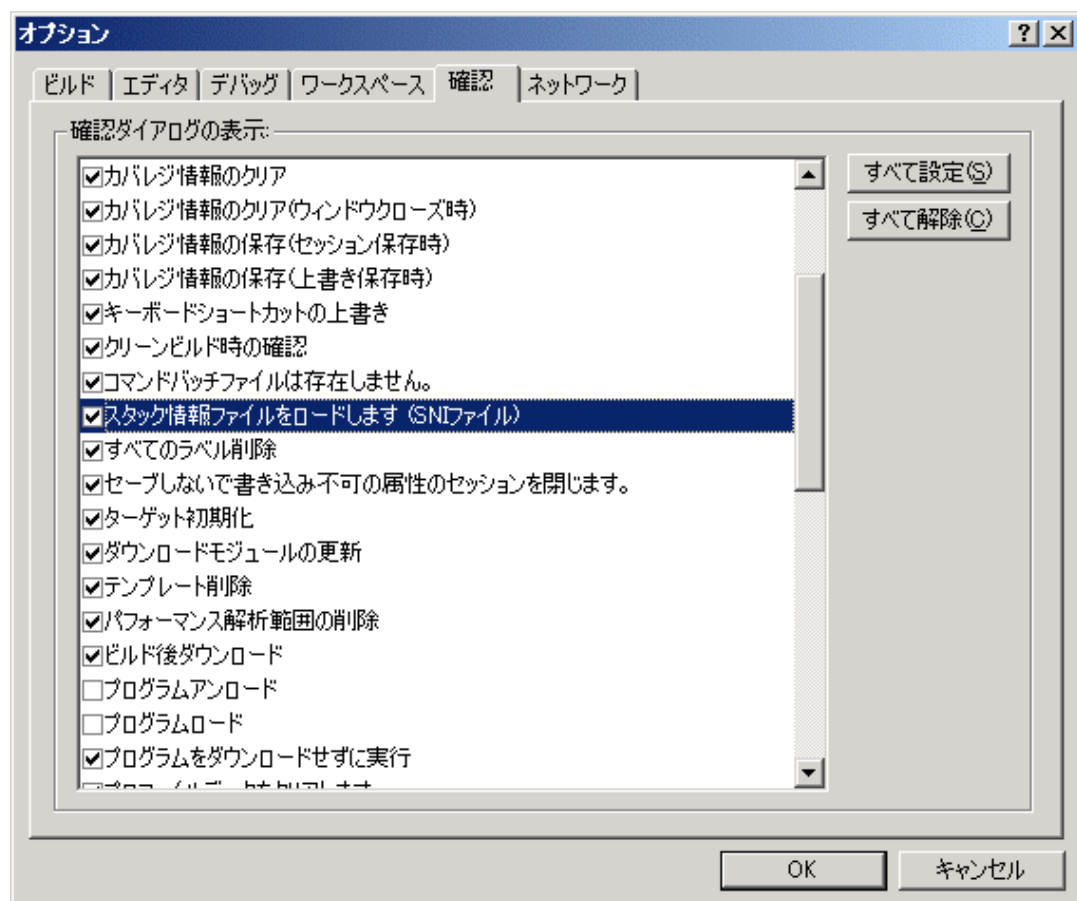 オプション
ビルド エディタ デバッグ ワークスペース 確認 ネットワーク
確認ダイアログの表示:
カバレジ情報のクリア
すべて設定(S)
カバレジ情報のクリア(ウィンドウクローズ時)
すべて解除(C)
カバレジ情報の保存(セッション保存時)
カバレジ情報の保存(上書き保存時)
キーボードショートカットの上書き
クリーンビルド時の確認
コマンドバッチファイルは存在しません。
スタック情報ファイルをロードします (SNIファイル)
すべてのラベル削除
セーブしないで書き込み不可の属性のセッションを閉じます。
ターゲット初期化
ダウンロードモジュールの更新
テンプレート削除
パフォーマンス解析範囲の削除
ビルド後ダウンロード
プログラムアンロード
プログラムロード
プログラムをダウンロードせずに実行
OK キャンセル